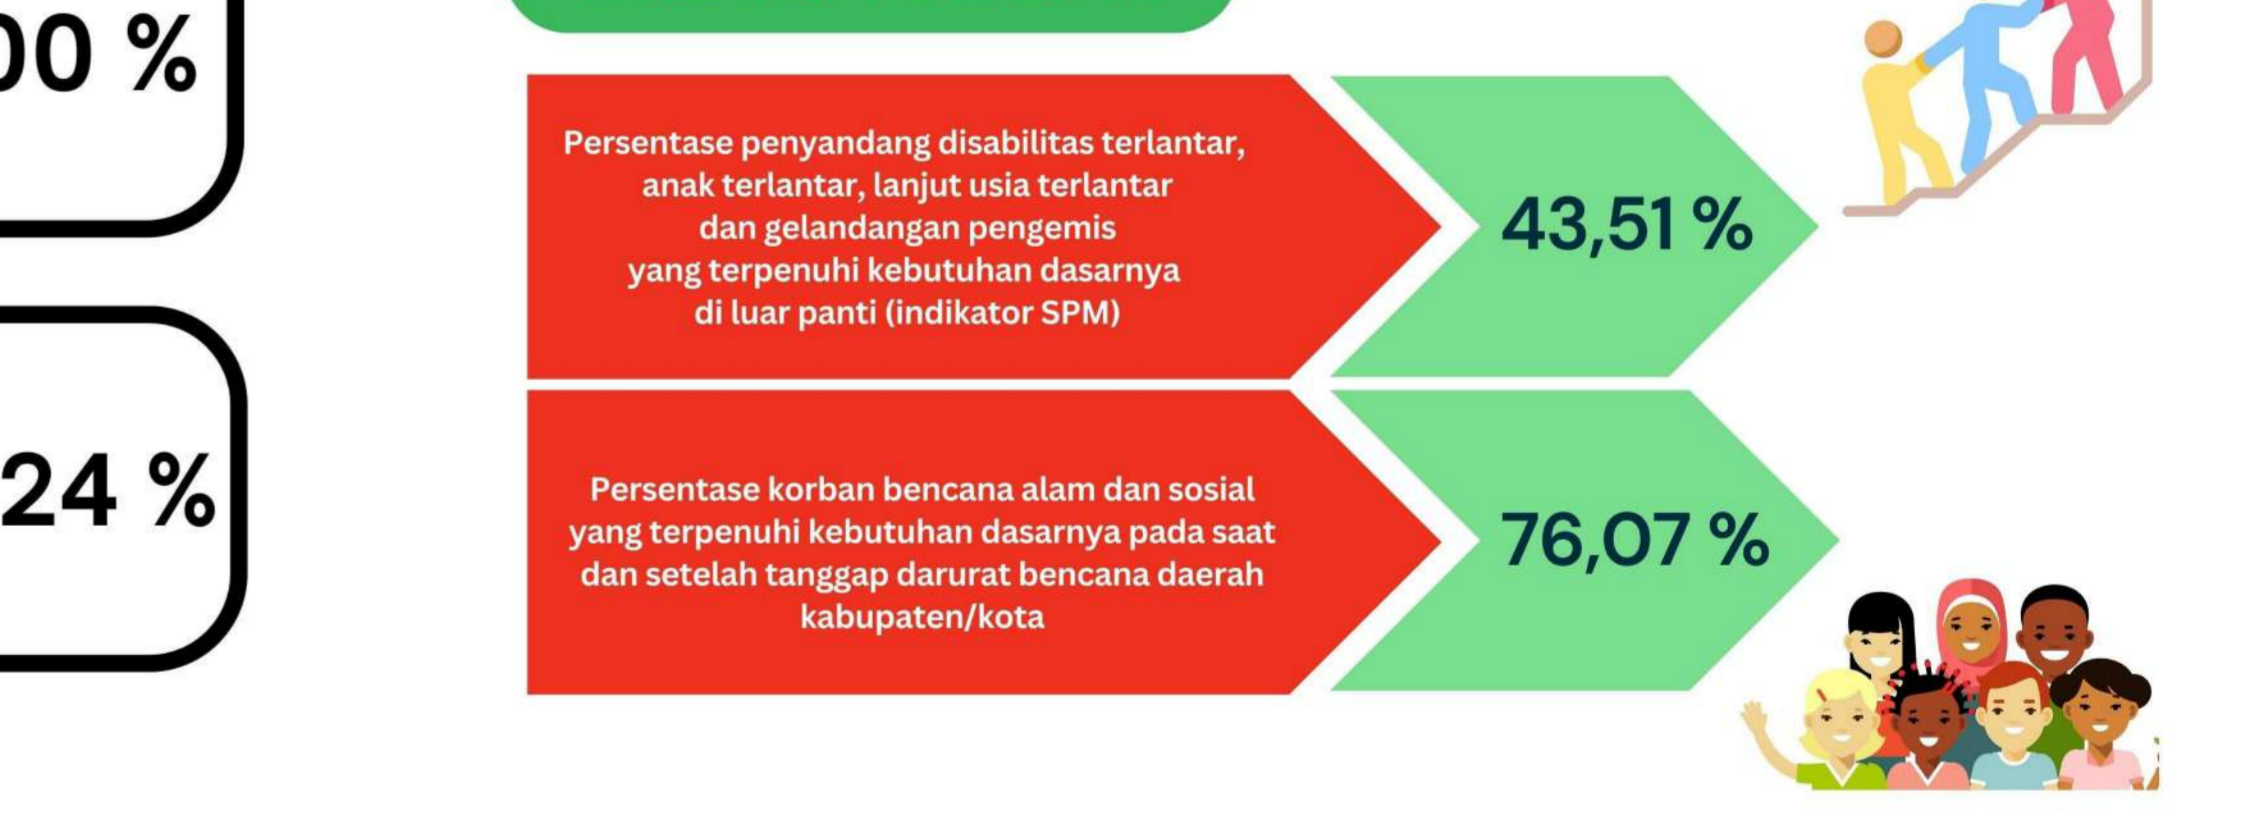 00 %
24 %
Persentase penyandang disabilitas terlantar,
anak terlantar, lanjut usia terlantar
dan gelandangan pengemis
yang terpenuhi kebutuhan dasarnya
di luar panti (indikator SPM)
43,51 %
Persentase korban bencana alam dan sosial
yang terpenuhi kebutuhan dasarnya pada saat
dan setelah tanggap darurat bencana daerah
kabupaten/kota
76,07 %